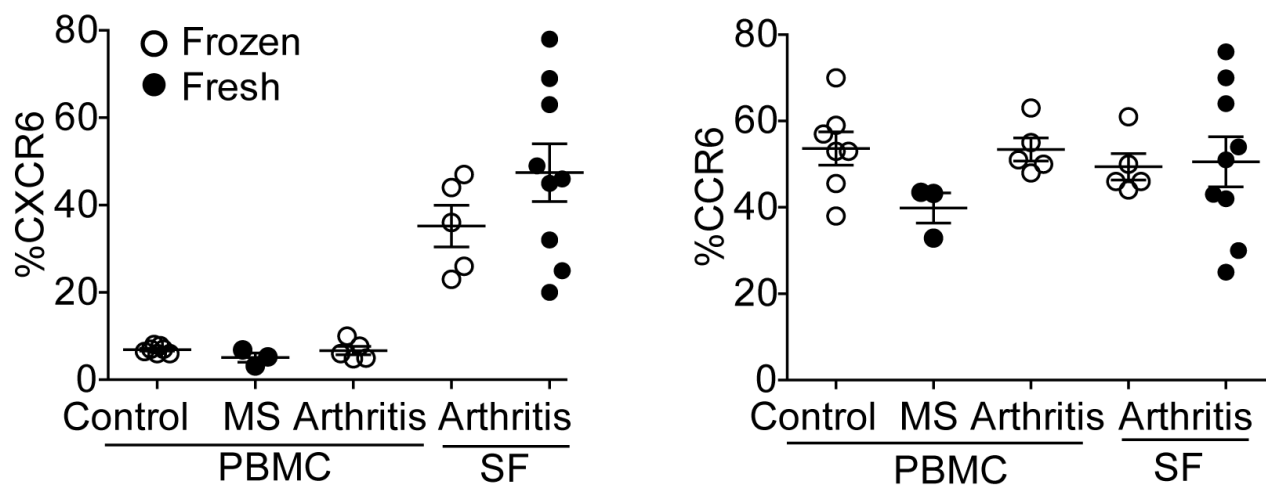 80
60
40
20
0
%CXCR6
Frozen
Fresh
Control MS Arthritis Arthritis
PBMC SF
80
60
40
20
0
%CCR6
Control MS Arthritis Arthritis
PBMC SF